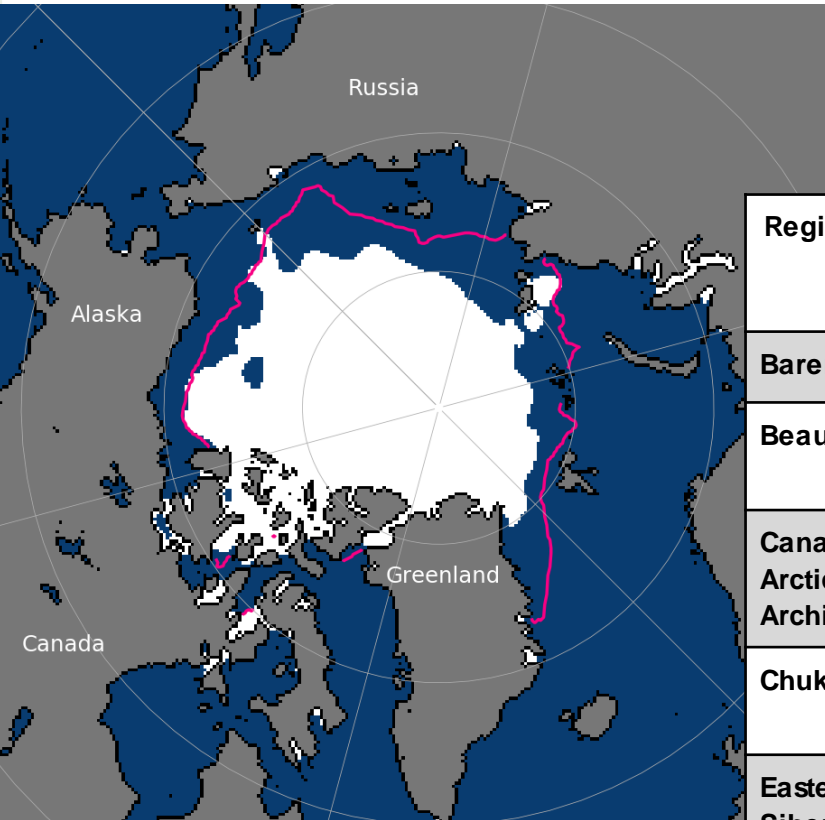 Russia
Regi
Alaska
Bare
Beau
Cana
Arctic
Archi
Greenland
Canada
Chuk
Easte